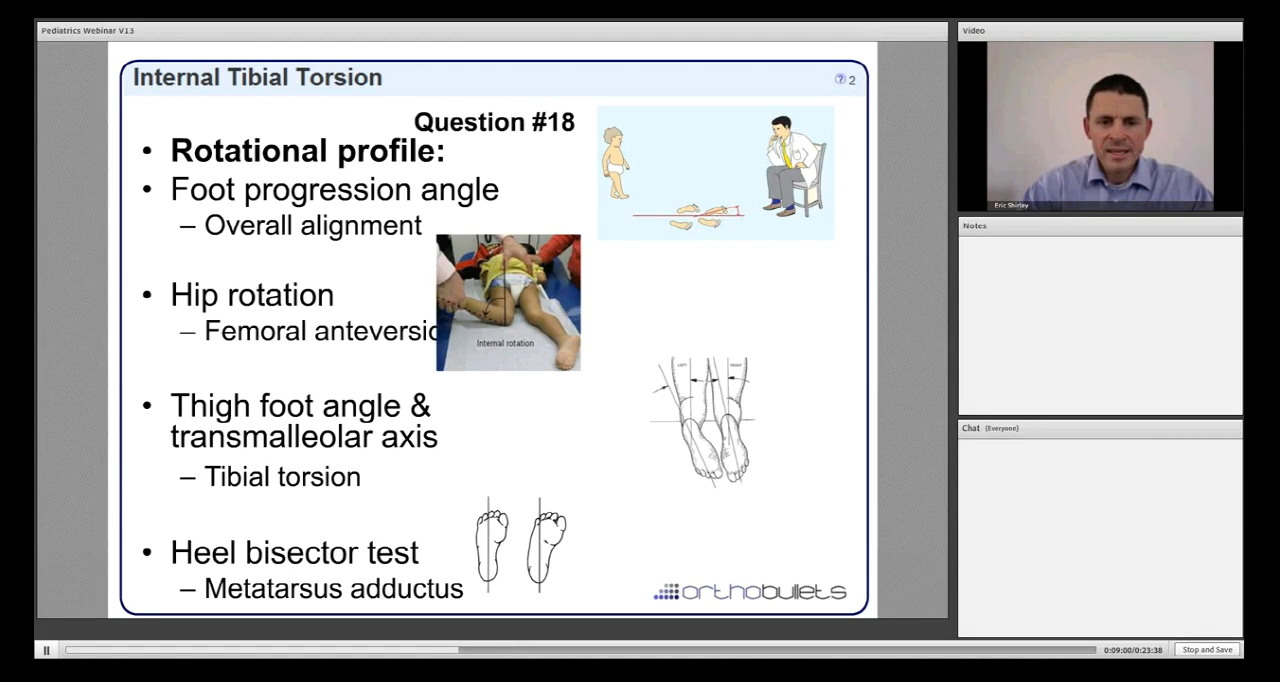 Pediatrics Webinar V13
Internal Tibial Torsion
? 2
Question #18
• Rotational profile:
• Foot progression angle
– Overall alignment
• Hip rotation
– Femoral anteversio
Internal rotation
• Thigh foot angle &
transmalleolar axis
– Tibial torsion
LEFT
RIGHT
• Heel bisector test
– Metatarsus adductus
orthobullets
Video
Eric Shirley
Notes
Chat (Everyone)
0:09:00/0:23:38
Stop and Save